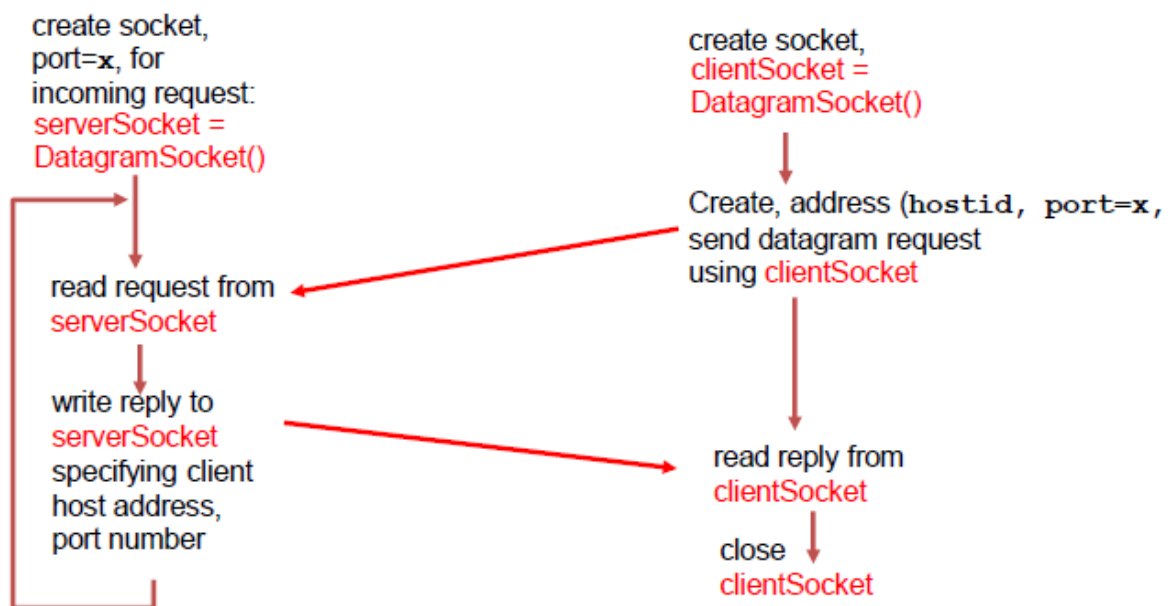 create socket,
port=x, for
incoming request:
serverSocket =
DatagramSocket()
read request from
serverSocket
write reply to
serverSocket
specifying client
host address,
port number
create socket,
clientSocket =
DatagramSocket()
Create, address (hostid, port=x,
send datagram request
using clientSocket
read reply from
clientSocket
close
clientSocket